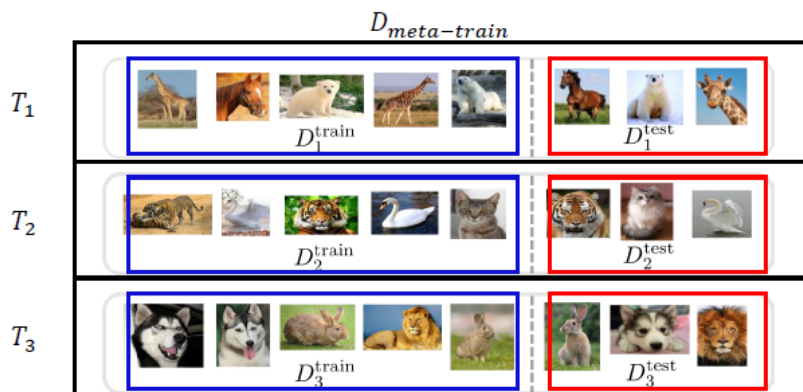 D_{meta-train}
T_1
D_1^{train}
D_1^{test}
T_2
D_2^{train}
D_2^{test}
T_3
D_3^{train}
D_3^{test}